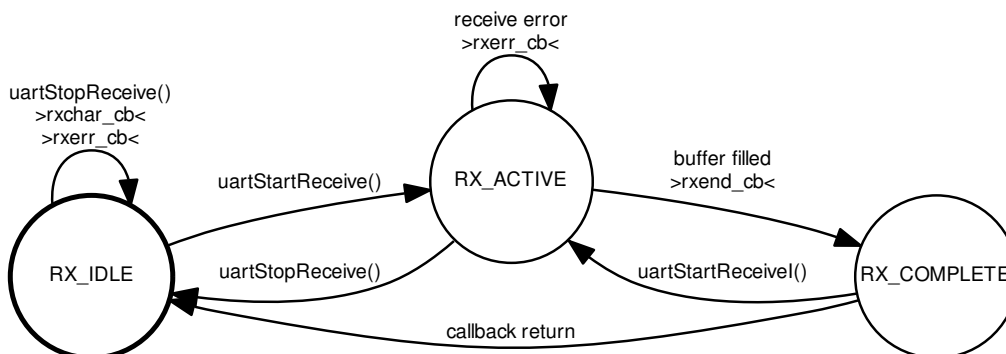 receive error
>rxerr_cb<
uartStopReceive()
>rxchar_cb<
>rxerr_cb<
buffer filled
>rxend_cb<
uartStartReceive()
RX_ACTIVE
RX_IDLE
uartStopReceive()
uartStartReceiveI()
RX_COMPLETE
callback return